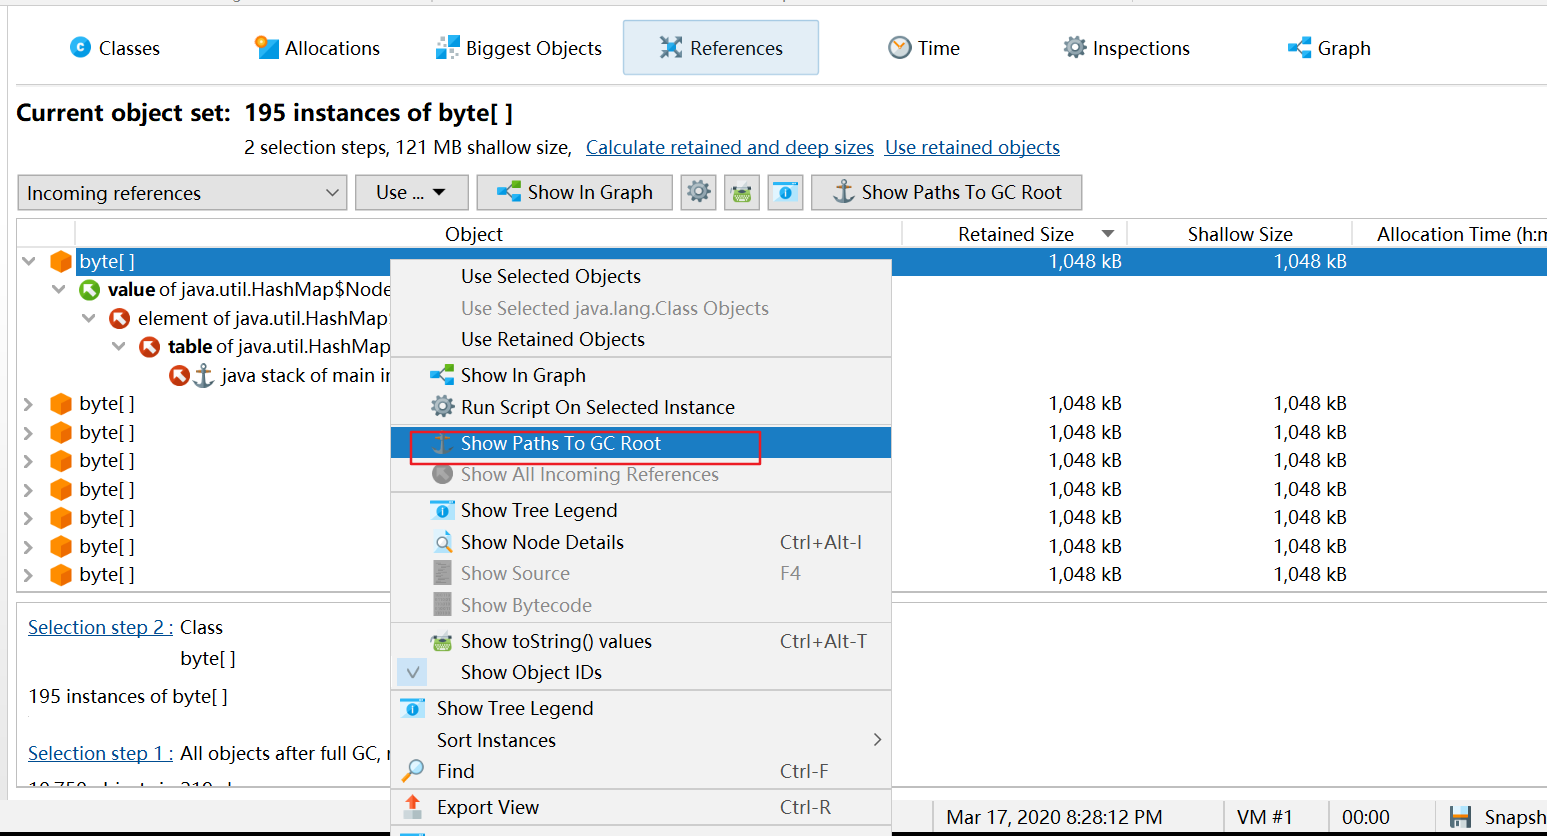 Classes Allocations Biggest Objects References Time Inspections Graph
Current object set: 195 instances of byte[ ]
2 selection steps, 121 MB shallow size, Calculate retained and deep sizes Use retained objects
Incoming references Use ... Show In Graph Show Paths To GC Root
Object Retained Size Shallow Size Allocation Time (h:m
byte[ ] 1,048 kB 1,048 kB
value of java.util.HashMap$Node
element of java.util.HashMap
table of java.util.HashMap
java stack of main
byte[ ] 1,048 kB 1,048 kB
byte[ ] 1,048 kB 1,048 kB
byte[ ] 1,048 kB 1,048 kB
byte[ ] 1,048 kB 1,048 kB
byte[ ] 1,048 kB 1,048 kB
byte[ ] 1,048 kB 1,048 kB
byte[ ] 1,048 kB 1,048 kB
Use Selected Objects
Use Selected java.lang.Class Objects
Use Retained Objects
Show In Graph
Run Script On Selected Instance
Show Paths To GC Root
Show All Incoming References
Show Tree Legend
Show Node Details Ctrl+Alt-I
Show Source F4
Show Bytecode
Show toString() values Ctrl+Alt-T
Show Object IDs
Show Tree Legend
Sort Instances
Find Ctrl-F
Export View Ctrl-R
Selection step 2 : Class
byte[ ]
195 instances of byte[ ]
Selection step 1 : All objects after full GC,
Mar 17, 2020 8:28:12 PM VM #1 00:00 Snapsh